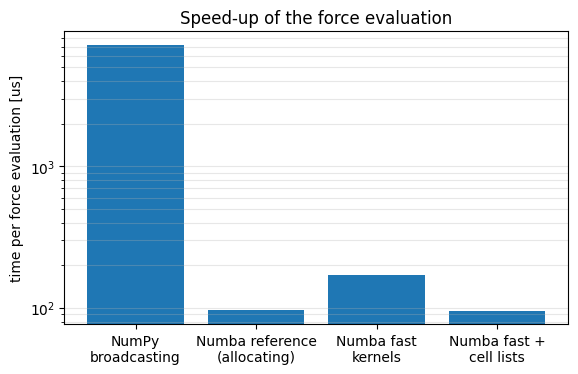 Speed-up of the force evaluation
time per force evaluation [us]
10³
10²
NumPy
broadcasting
Numba reference
(allocating)
Numba fast
kernels
Numba fast +
cell lists